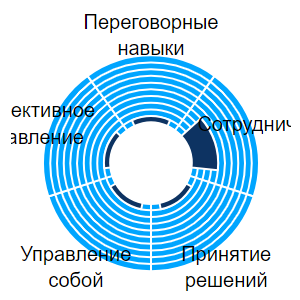 Переговорные
навыки
ективное
авление
Сотруднич
Управление
собой
Принятие
решений